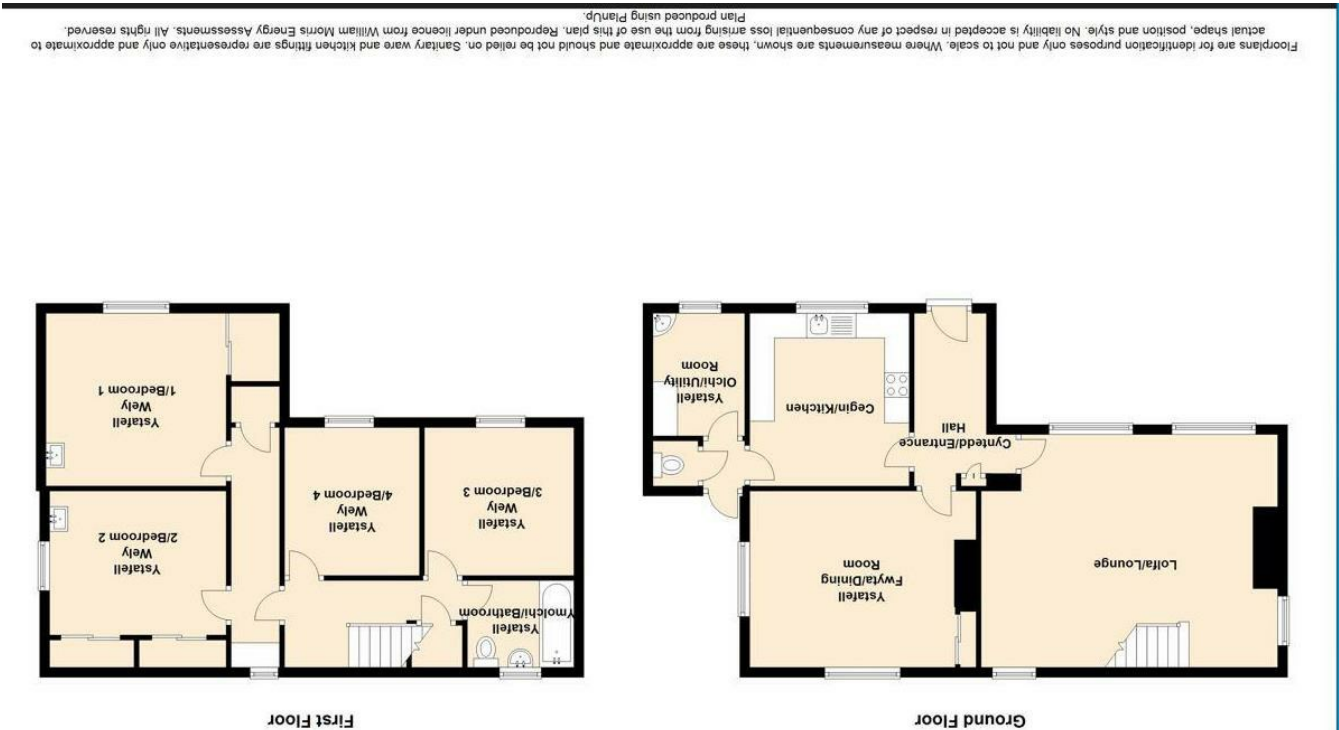 Ground Floor
Lolfa/Lounge
Ystafell
Fwyta/Dining
Room
Cyntedd/Entrance
Hall
Cegin/Kitchen
Ystafell
Olchi/Utility
Room
First Floor
Ystafell
Ymolchi/Bathroom
Ystafell
Wely
3/Bedroom 3
Ystafell
Wely
4/Bedroom 4
Ystafell
Wely
2/Bedroom 2
Ystafell
Wely
1/Bedroom 1
Floorplans are for identification purposes only and not to scale. Where measurements are shown, these are approximate and should not be relied on. Sanitary ware and kitchen fittings are representative only and approximate to
actual shape, position and style. No liability is accepted in respect of any consequential loss arising from the use of this plan. Reproduced under licence from William Morris Energy Assessments. All rights reserved.
Plan produced using PlanUp.